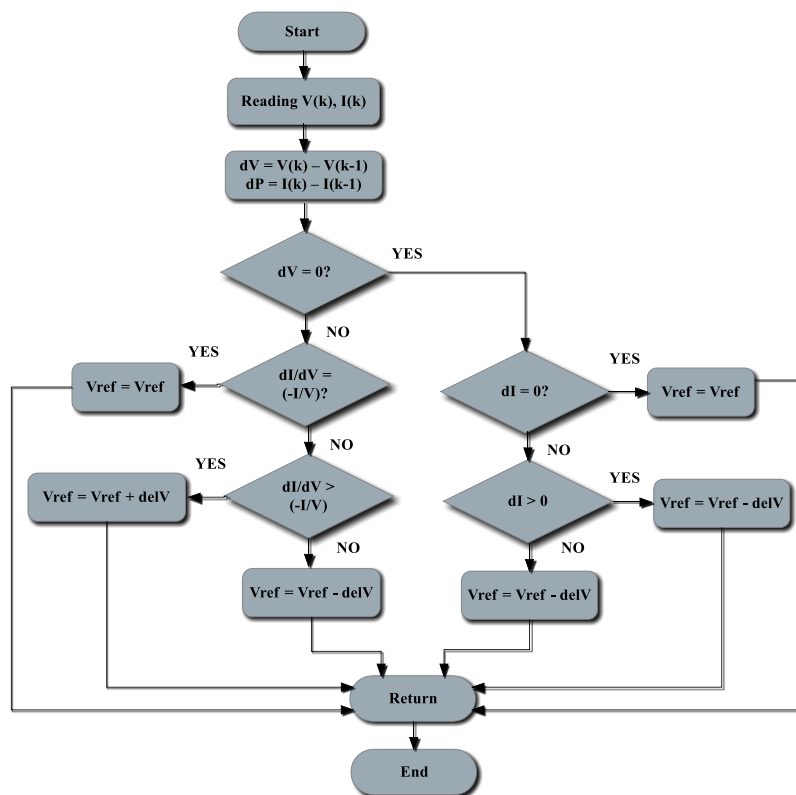 Start
Reading V(k), I(k)
dV = V(k) – V(k-1)
dP = I(k) – I(k-1)
dV = 0?
YES
NO
dI/dV =
(-I/V)?
YES
Vref = Vref
NO
dI/dV >
(-I/V)
YES
Vref = Vref + delV
NO
Vref = Vref - delV
dI = 0?
YES
Vref = Vref
NO
dI > 0
YES
Vref = Vref - delV
NO
Vref = Vref - delV
Return
End